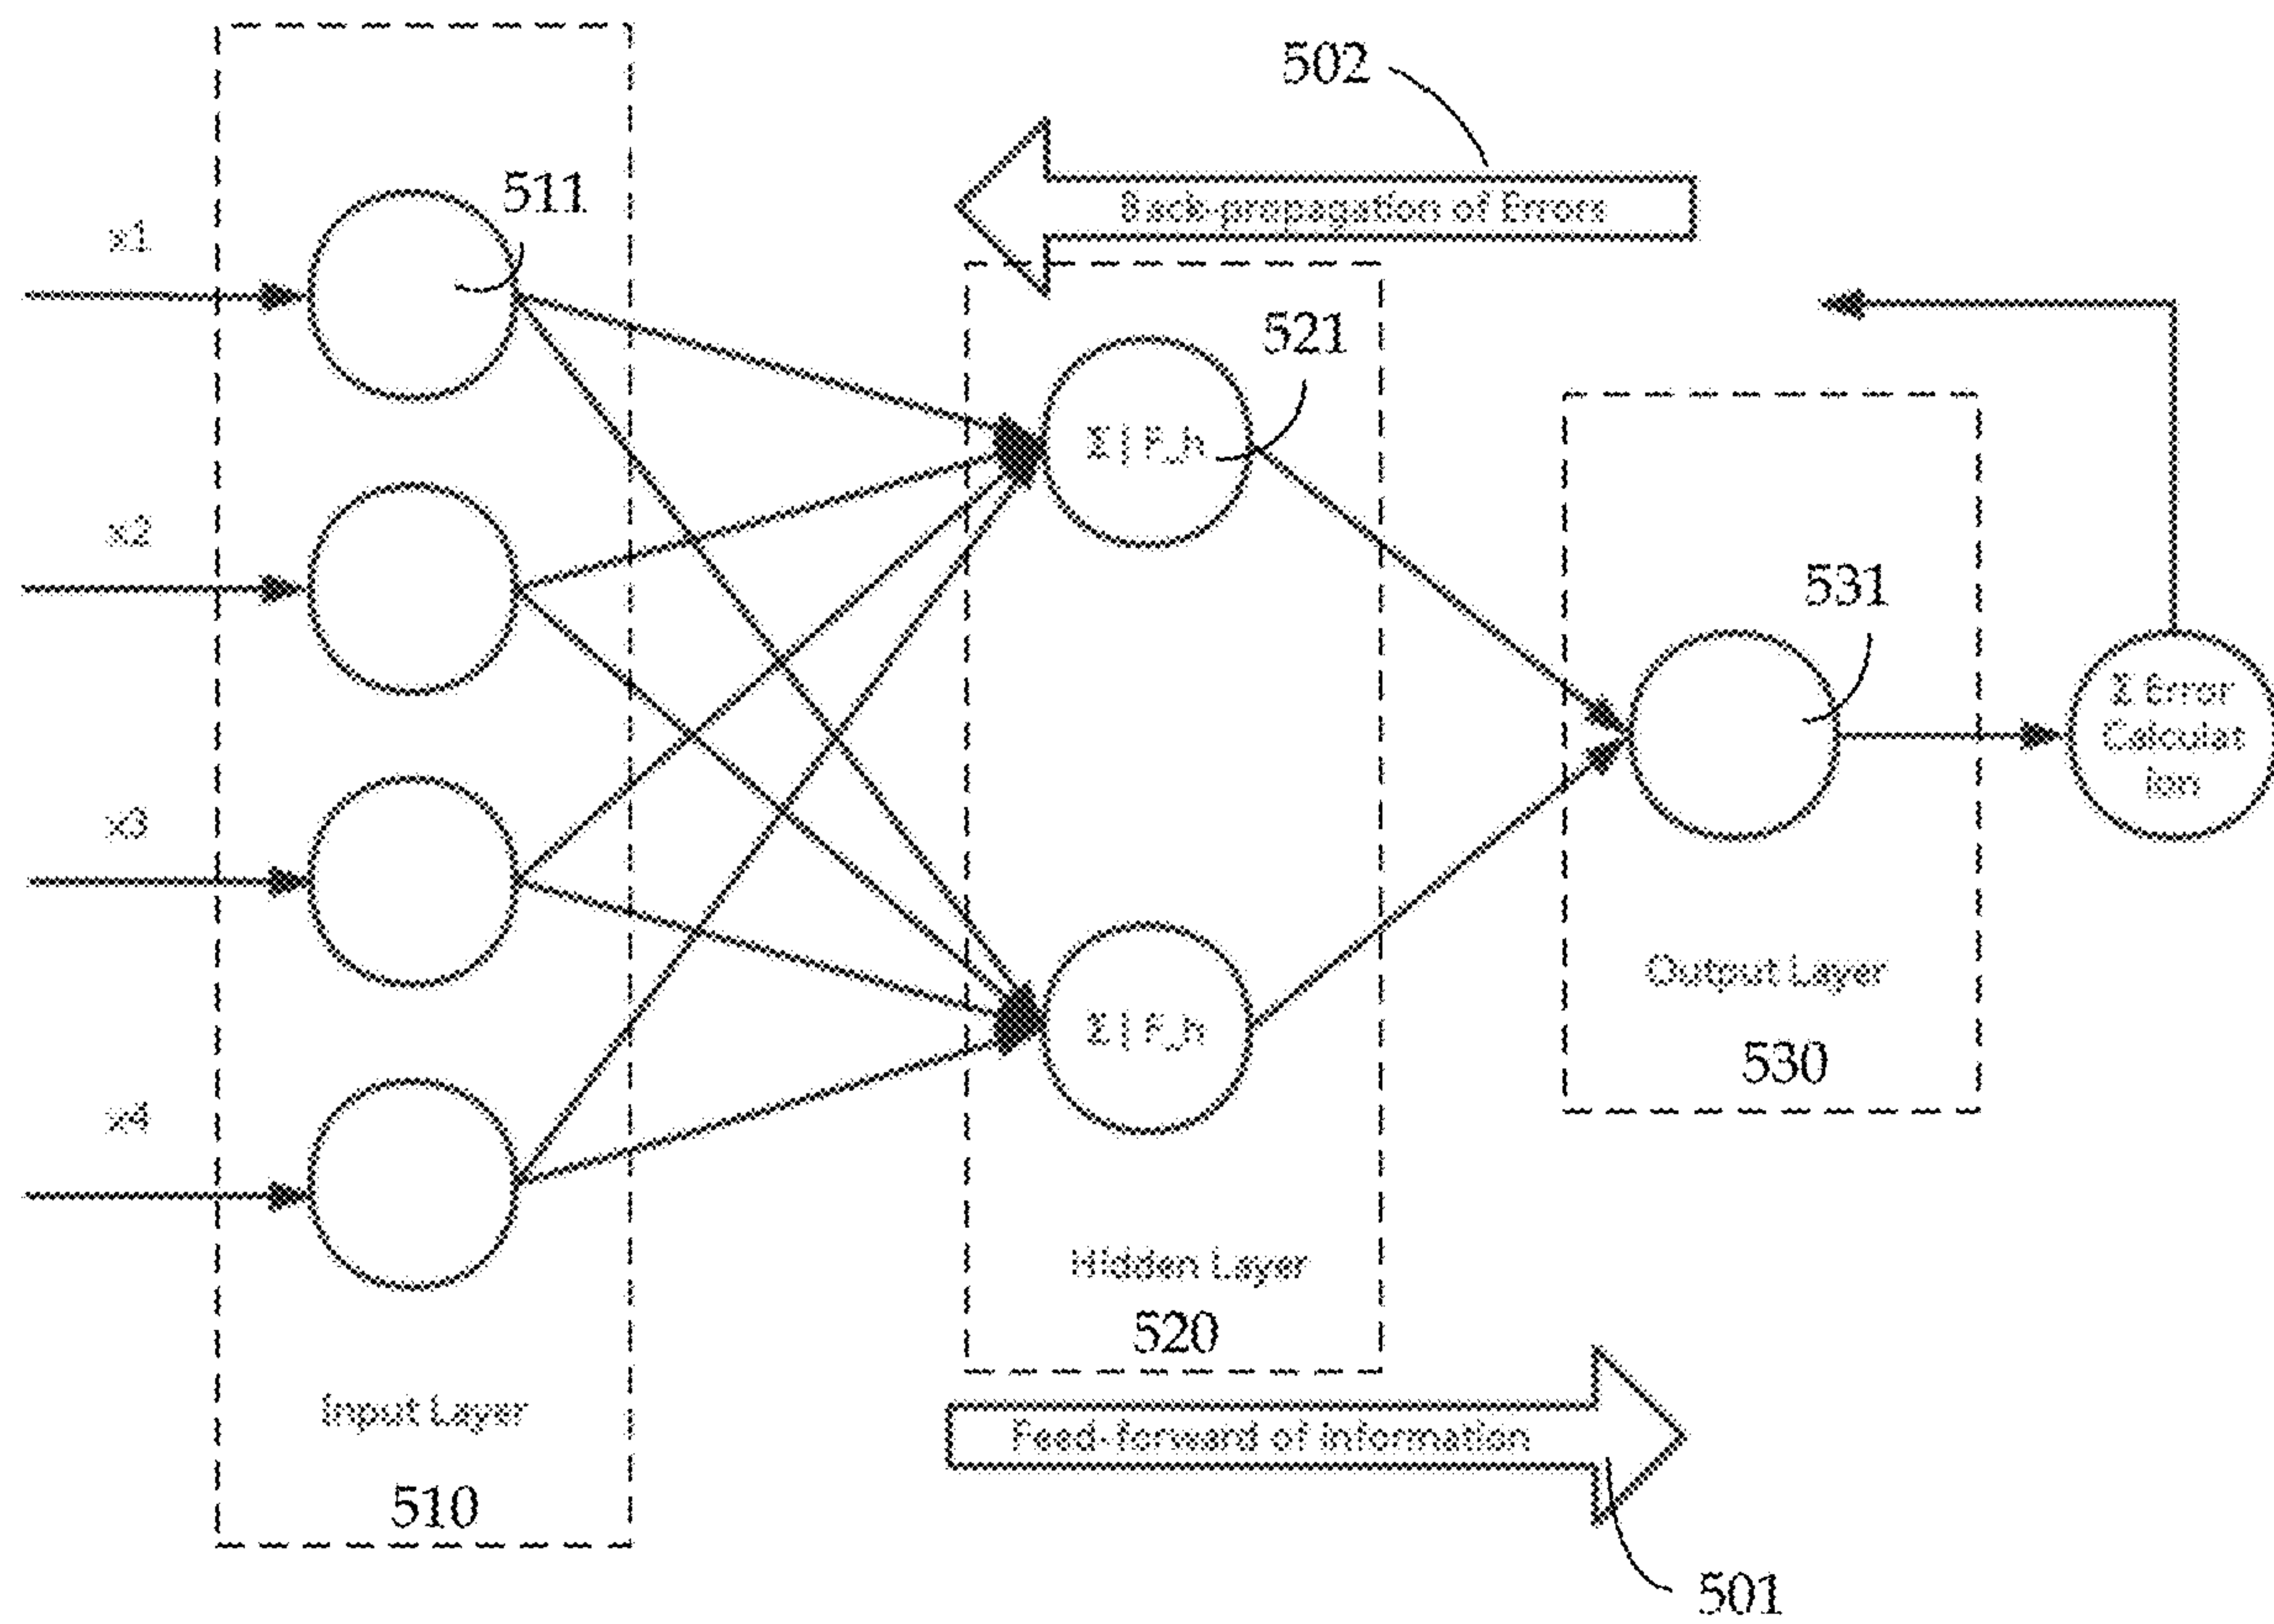 502
Back-propagation of Errors
511
x1
521
Σ | F_h
x2
531
Σ Error
Calculat
ion
x3
Output Layer
530
Σ | F_h
x4
Hidden Layer
520
Input Layer
Feed-forward of information
510
501